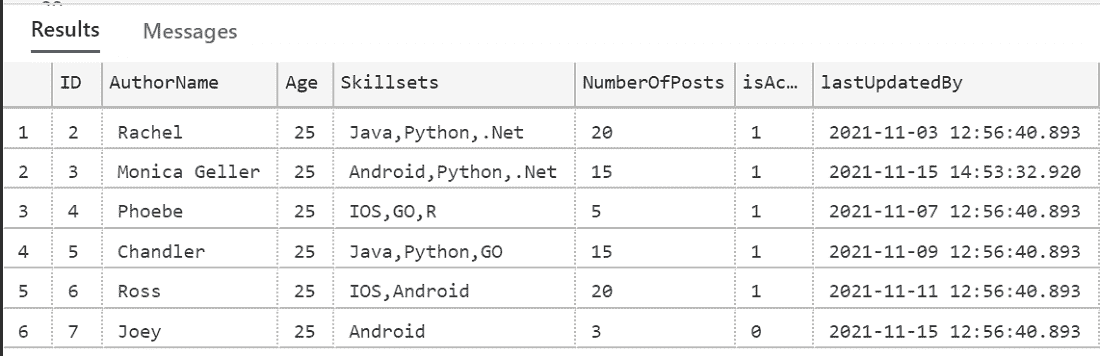 Results Messages
ID AuthorName Age Skillsets NumberOfPosts isAc... lastUpdatedBy
1 2 Rachel 25 Java,Python,.Net 20 1 2021-11-03 12:56:40.893
2 3 Monica Geller 25 Android,Python,.Net 15 1 2021-11-15 14:53:32.920
3 4 Phoebe 25 IOS,GO,R 5 1 2021-11-07 12:56:40.893
4 5 Chandler 25 Java,Python,GO 15 1 2021-11-09 12:56:40.893
5 6 Ross 25 IOS,Android 20 1 2021-11-11 12:56:40.893
6 7 Joey 25 Android 3 0 2021-11-15 12:56:40.893